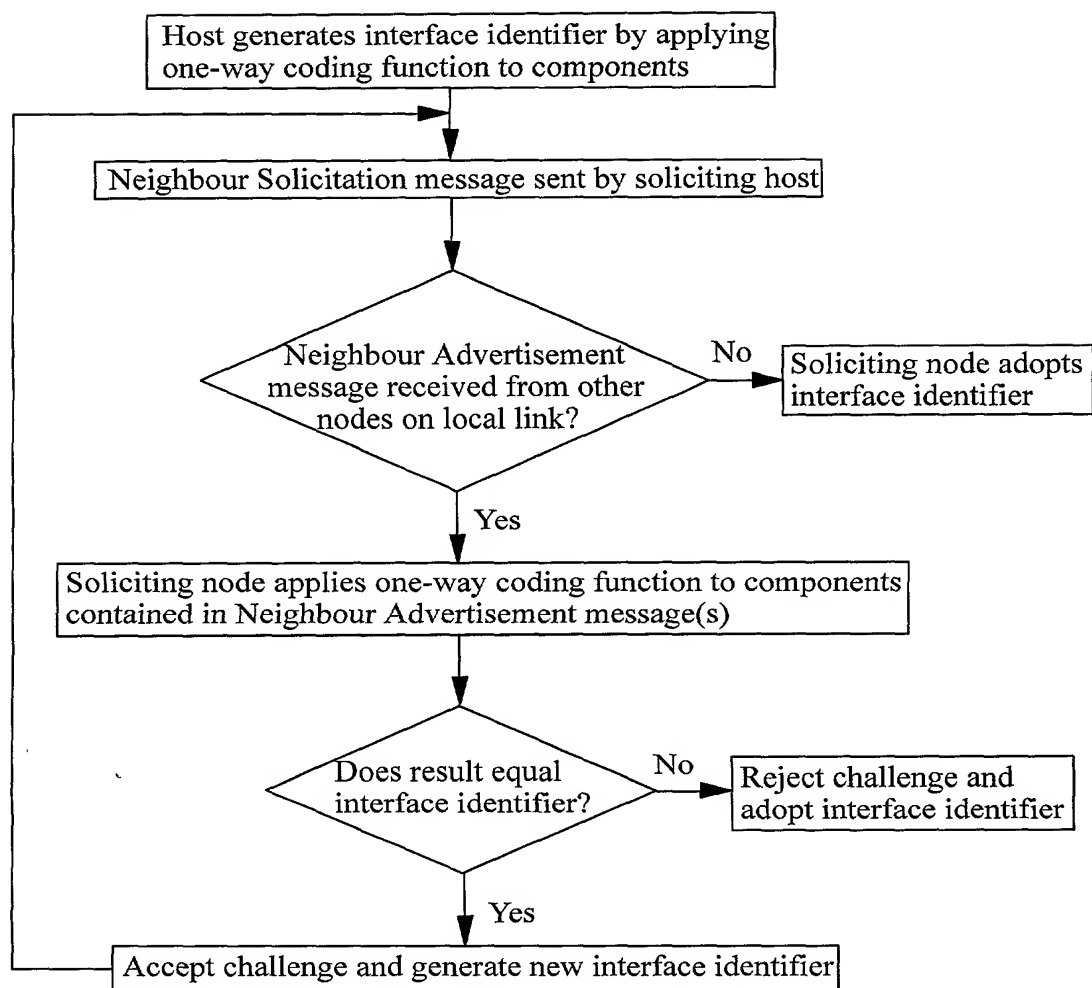 Host generates interface identifier by applying
one-way coding function to components
Neighbour Solicitation message sent by soliciting host
Neighbour Advertisement
message received from other
nodes on local link?
No
Soliciting node adopts
interface identifier
Yes
Soliciting node applies one-way coding function to components
contained in Neighbour Advertisement message(s)
Does result equal
interface identifier?
No
Reject challenge and
adopt interface identifier
Yes
Accept challenge and generate new interface identifier